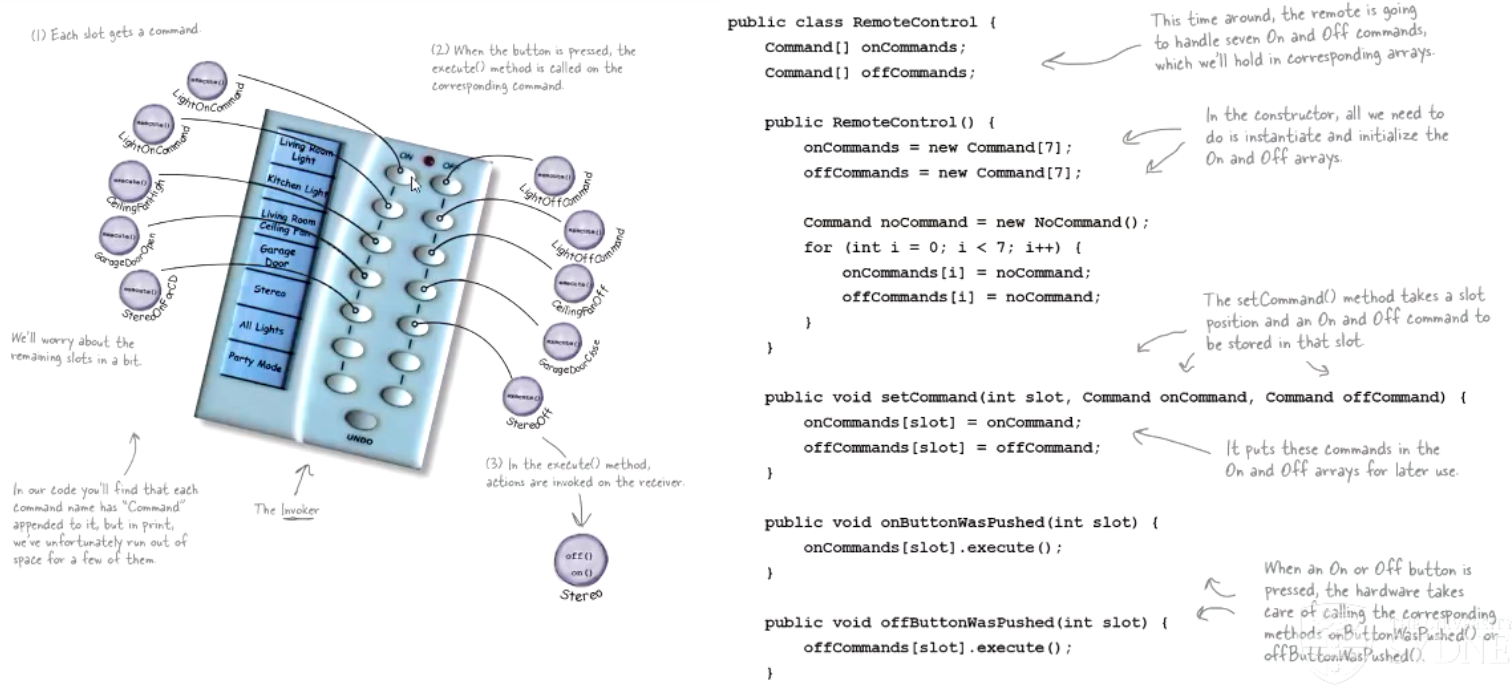 (1) Each slot gets a command.
(2) When the button is pressed, the
execute() method is called on the
corresponding command.
execute()
LightOnCommand
execute()
LightOnCommand
execute()
CeilingFanHigh
execute()
GarageDoorOpen
execute()
StereoOnForCD
ON
OFF
Living Room
Light
Kitchen Light
Living Room
Ceiling Fan
Garage
Door
Stereo
All Lights
Party Mode
UNDO
execute()
LightOffCommand
execute()
LightOffCommand
execute()
CeilingFanOff
execute()
GarageDoorClose
execute()
StereoOff
We'll worry about the
remaining slots in a bit.
In our code you'll find that each
command name has "Command"
appended to it, but in print,
we've unfortunately run out of
space for a few of them.
The Invoker
(3) In the execute() method,
actions are invoked on the receiver.
off()
on()
Stereo
public class RemoteControl {
Command[] onCommands;
Command[] offCommands;
This time around, the remote is going
to handle seven On and Off commands,
which we'll hold in corresponding arrays.
public RemoteControl() {
onCommands = new Command[7];
offCommands = new Command[7];
In the constructor, all we need to
do is instantiate and initialize the
On and Off arrays.
Command noCommand = new NoCommand();
for (int i = 0; i < 7; i++) {
onCommands[i] = noCommand;
offCommands[i] = noCommand;
}
}
The setCommand() method takes a slot
position and an On and Off command to
be stored in that slot.
public void setCommand(int slot, Command onCommand, Command offCommand) {
onCommands[slot] = onCommand;
offCommands[slot] = offCommand;
}
It puts these commands in the
On and Off arrays for later use.
public void onButtonWasPushed(int slot) {
onCommands[slot].execute();
}
public void offButtonWasPushed(int slot) {
offCommands[slot].execute();
}
When an On or Off button is
pressed, the hardware takes
care of calling the corresponding
methods onButtonWasPushed() or
offButtonWasPushed().